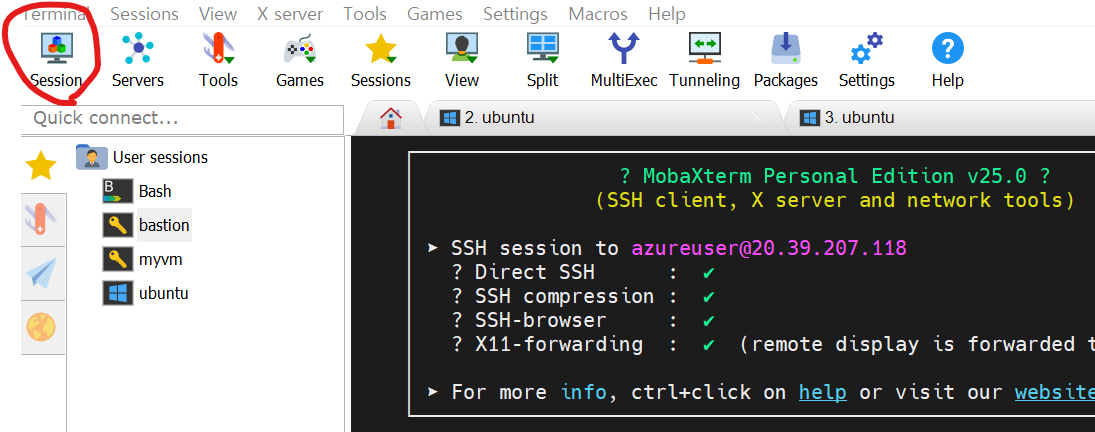 Terminal Sessions View X server Tools Games Settings Macros Help
Session Servers Tools Games Sessions View Split MultiExec Tunneling Packages Settings Help
Quick connect...
2. ubuntu
3. ubuntu
User sessions
Bash
bastion
myvm
ubuntu
? MobaXterm Personal Edition v25.0 ?
(SSH client, X server and network tools)
➤ SSH session to azureuser@20.39.207.118
? Direct SSH : ✔
? SSH compression : ✔
? SSH-browser : ✔
? X11-forwarding : ✔ (remote display is forwarded t
➤ For more info, ctrl+click on help or visit our website